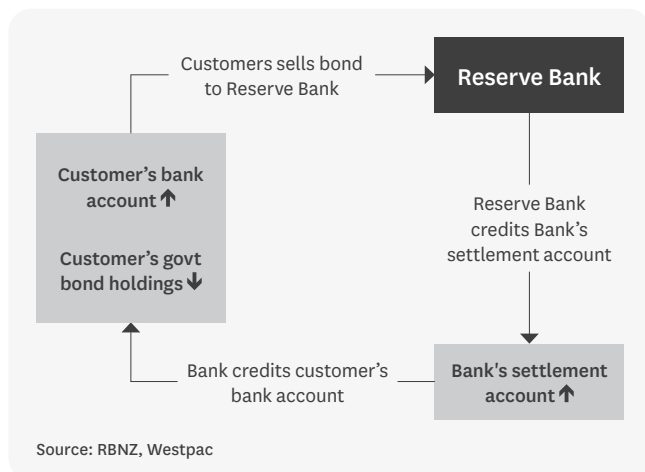 Customers sells bond
to Reserve Bank
Reserve Bank
Customer’s bank
account ↑
Customer’s govt
bond holdings ↓
Reserve Bank
credits Bank’s
settlement account
Bank credits customer’s
bank account
Bank's settlement
account ↑
Source: RBNZ, Westpac